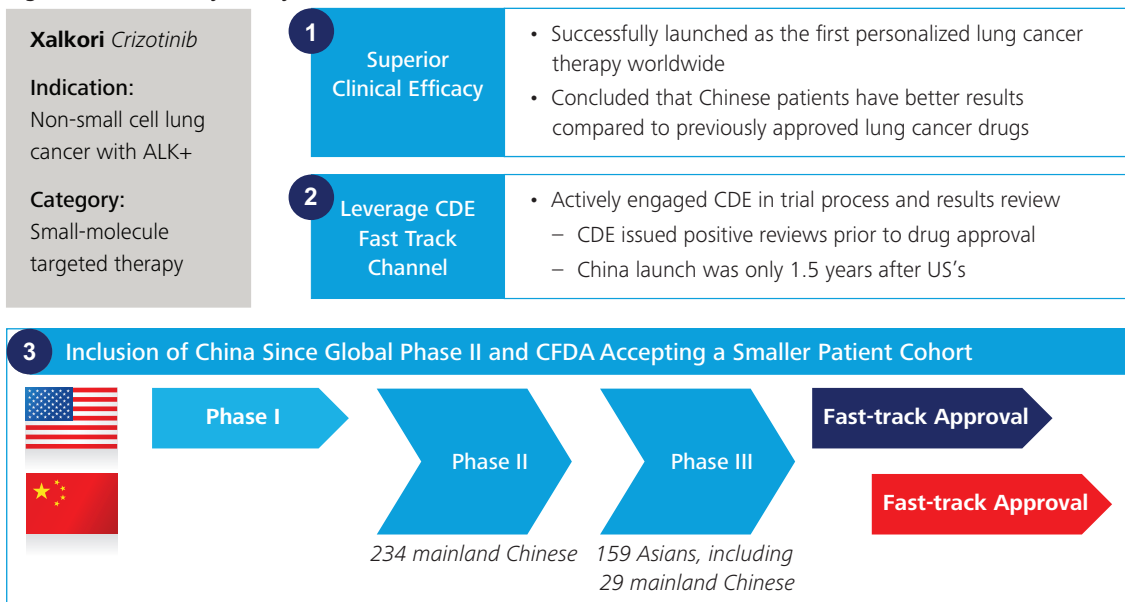 Xalkori Crizotinib
Indication:
Non-small cell lung
cancer with ALK+
Category:
Small-molecule
targeted therapy
1
Superior
Clinical Efficacy
• Successfully launched as the first personalized lung cancer
therapy worldwide
• Concluded that Chinese patients have better results
compared to previously approved lung cancer drugs
2
Leverage CDE
Fast Track
Channel
• Actively engaged CDE in trial process and results review
– CDE issued positive reviews prior to drug approval
– China launch was only 1.5 years after US’s
3 Inclusion of China Since Global Phase II and CFDA Accepting a Smaller Patient Cohort
Phase I
Phase II
Phase III
Fast-track Approval
Fast-track Approval
234 mainland Chinese
159 Asians, including
29 mainland Chinese